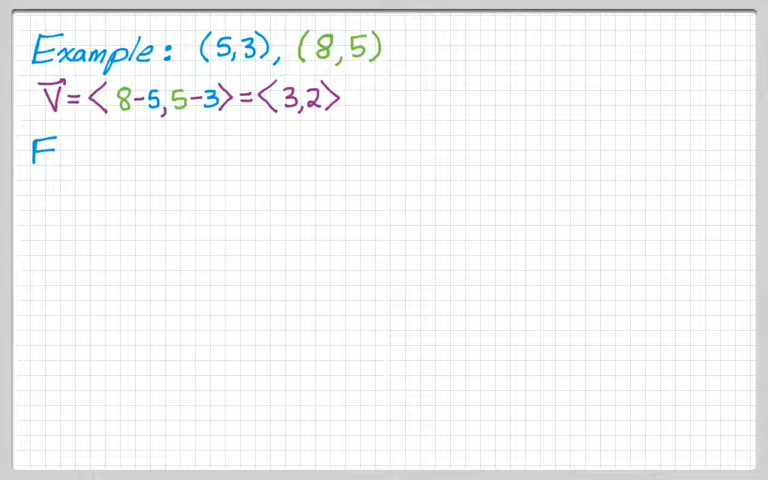 Example: (5,3), (8,5)
V⃗=<8-5,5-3>=<3,2>
F